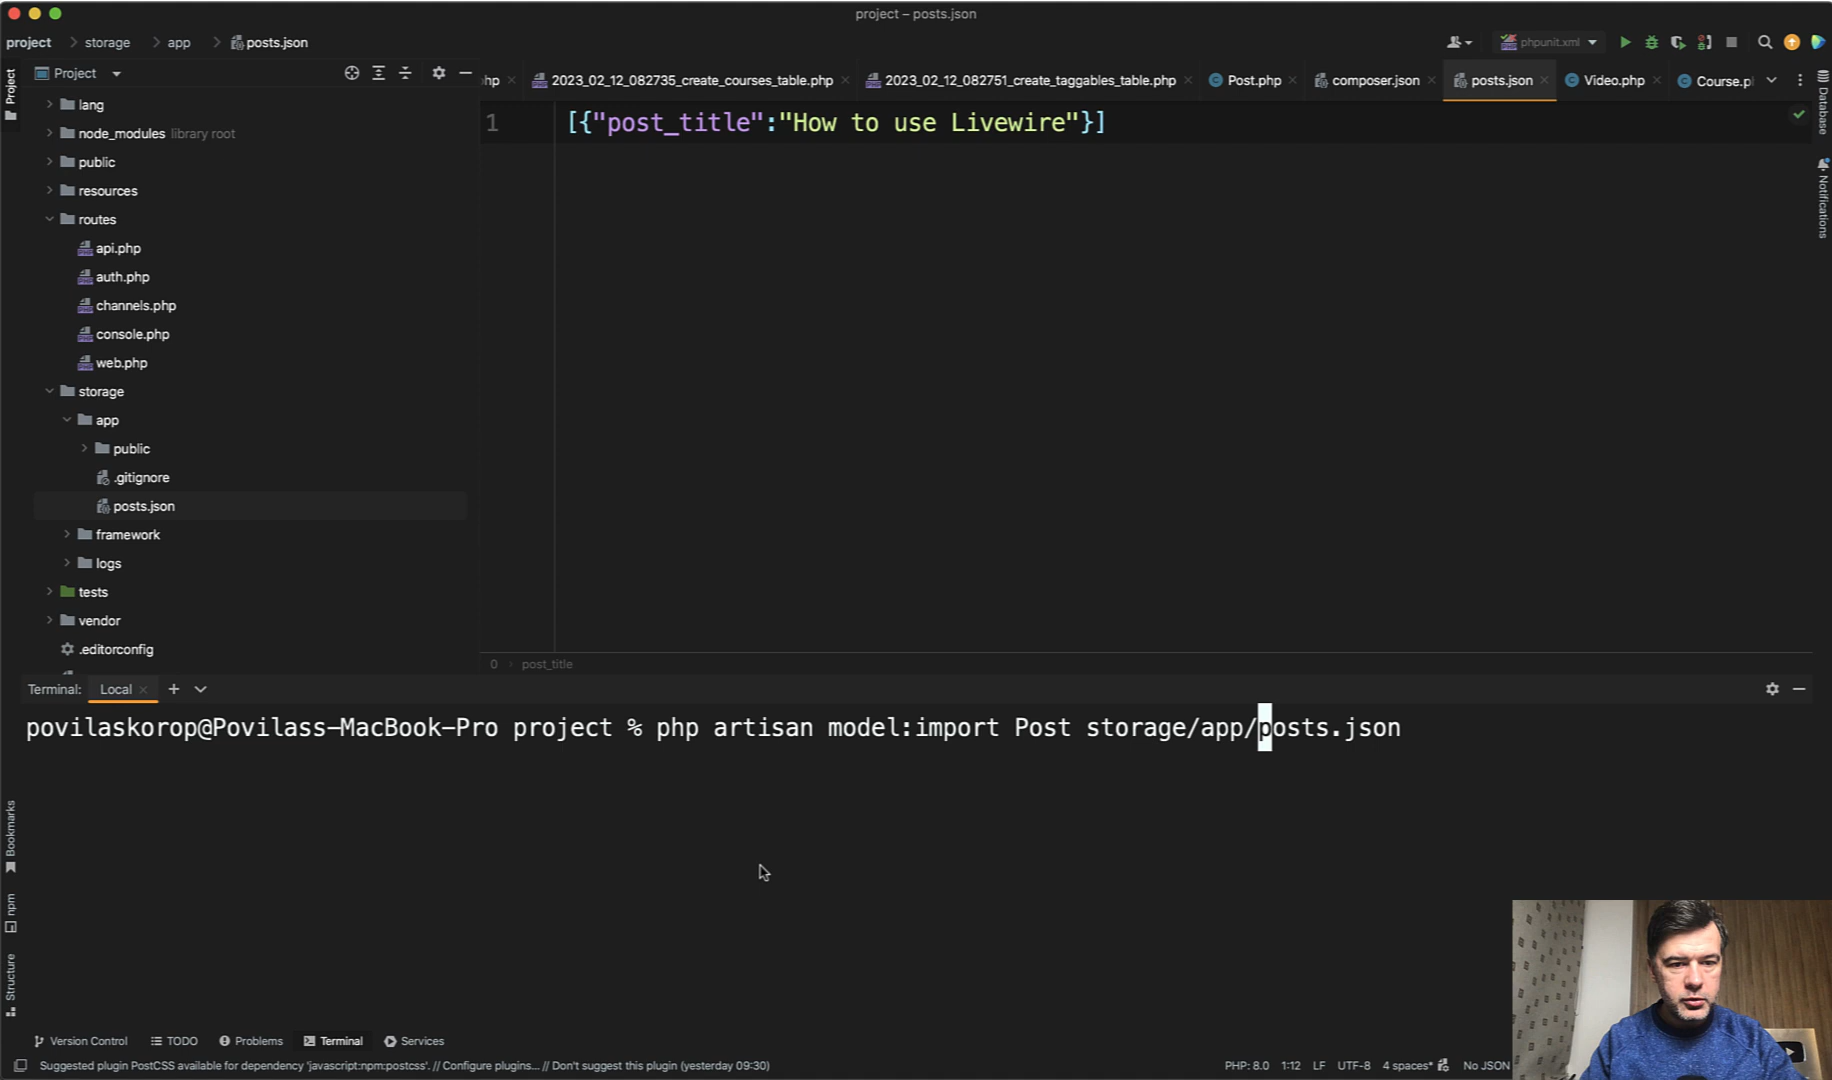 project – posts.json
project storage app posts.json
phpunit.xml
Project
hp 2023_02_12_082735_create_courses_table.php 2023_02_12_082751_create_taggables_table.php Post.php composer.json posts.json Video.php Course.p
Project
Database
Notifications
lang
node_modules library root
public
resources
routes
api.php
auth.php
channels.php
console.php
web.php
storage
app
public
.gitignore
posts.json
framework
logs
tests
vendor
.editorconfig
1 [{"post_title":"How to use Livewire"}]
0 post_title
Terminal: Local
povilaskorop@Povilass-MacBook-Pro project % php artisan model:import Post storage/app/posts.json
Bookmarks
npm
Structure
Version Control TODO Problems Terminal Services
Suggested plugin PostCSS available for dependency 'javascript:npm:postcss'. // Configure plugins... // Don't suggest this plugin (yesterday 09:30) PHP: 8.0 1:12 LF UTF-8 4 spaces* No JSON